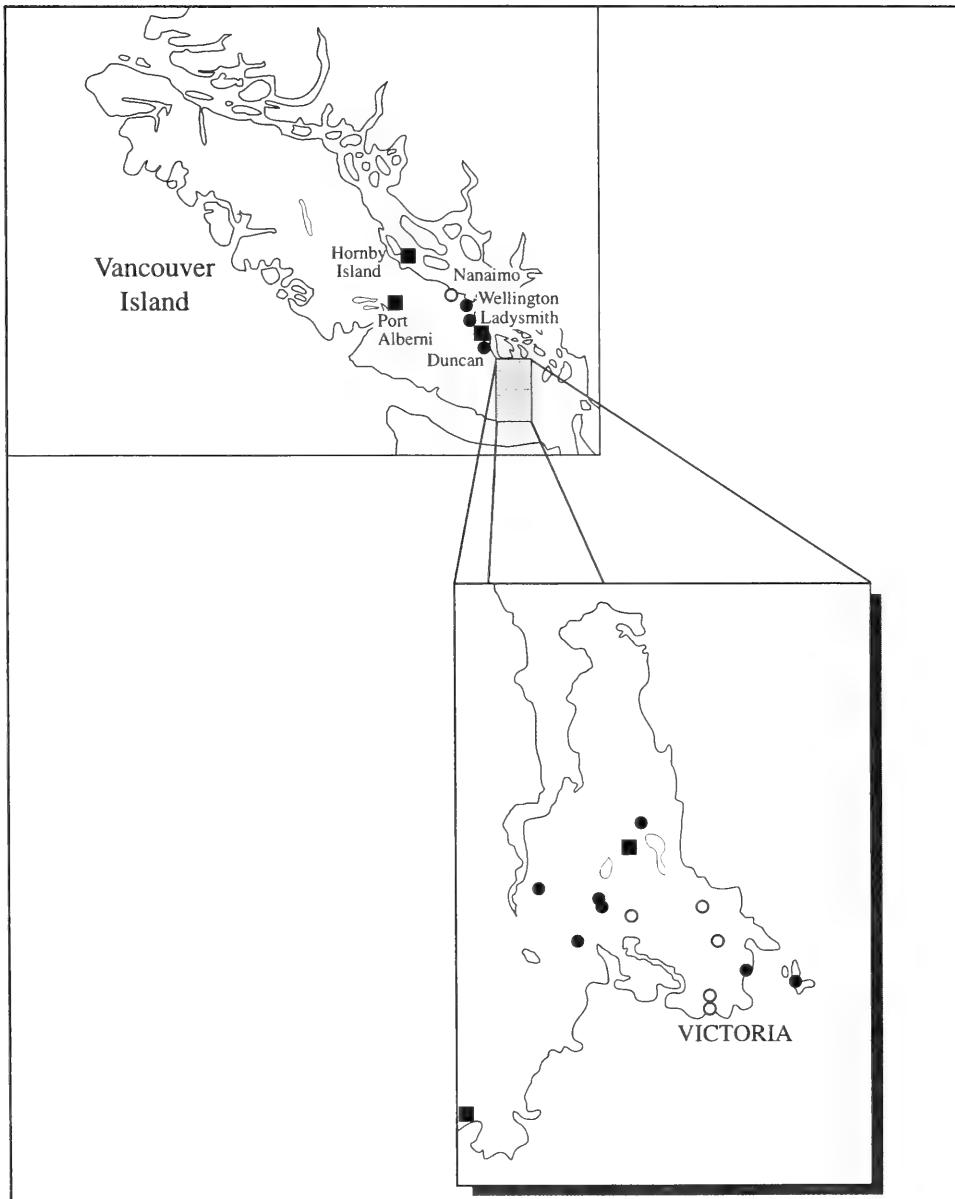 Hornby
Island
Nanaimo
Vancouver
Island
Wellington
Ladysmith
Port
Alberni
Duncan
VICTORIA